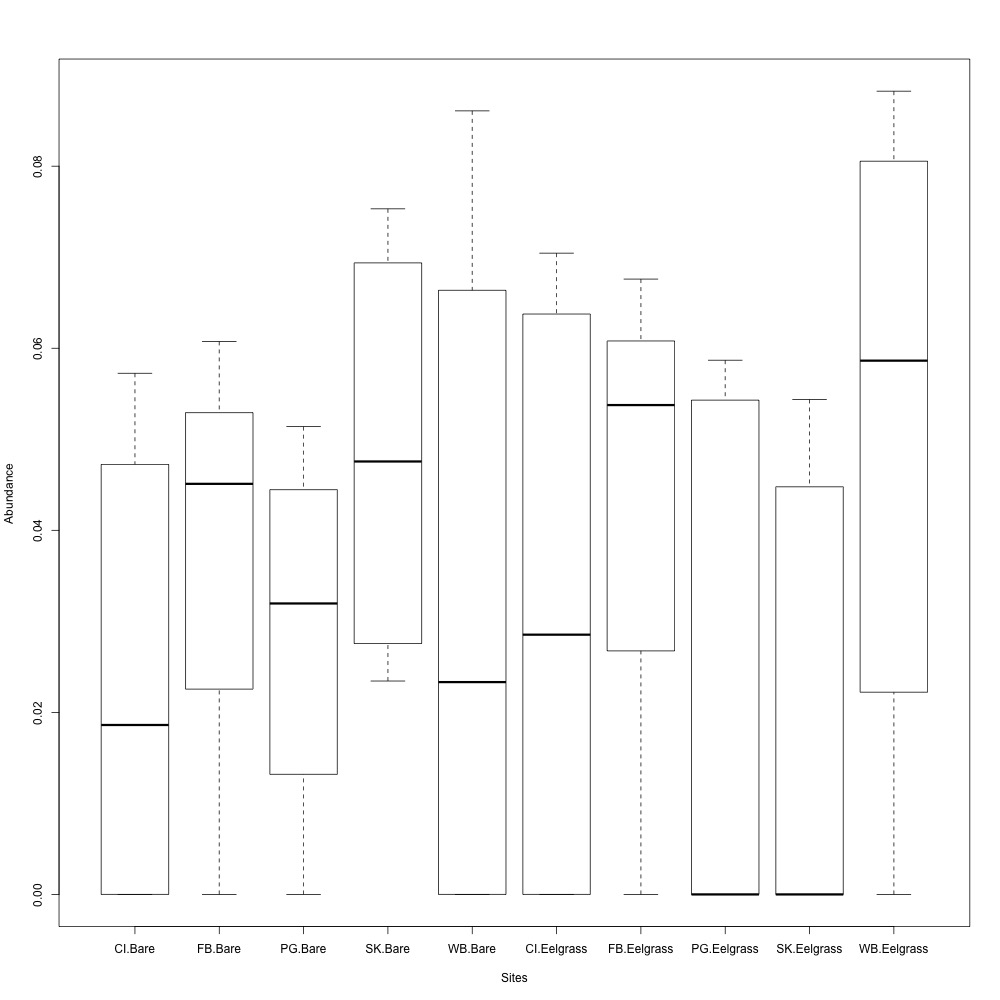 Abundance
0.08
0.06
0.04
0.02
0.00
CI.Bare FB.Bare PG.Bare SK.Bare WB.Bare CI.Eelgrass FB.Eelgrass PG.Eelgrass SK.Eelgrass WB.Eelgrass
Sites